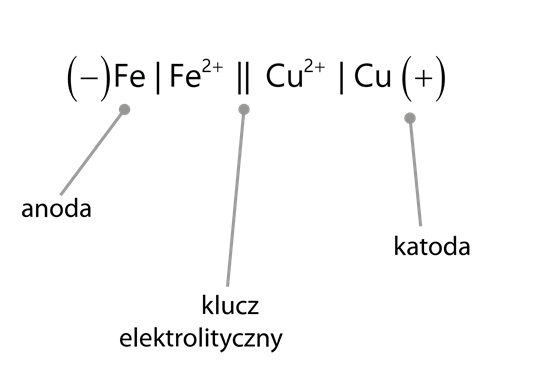 (−)Fe | Fe²⁺ || Cu²⁺ | Cu (+)
anoda
katoda
klucz
elektrolityczny